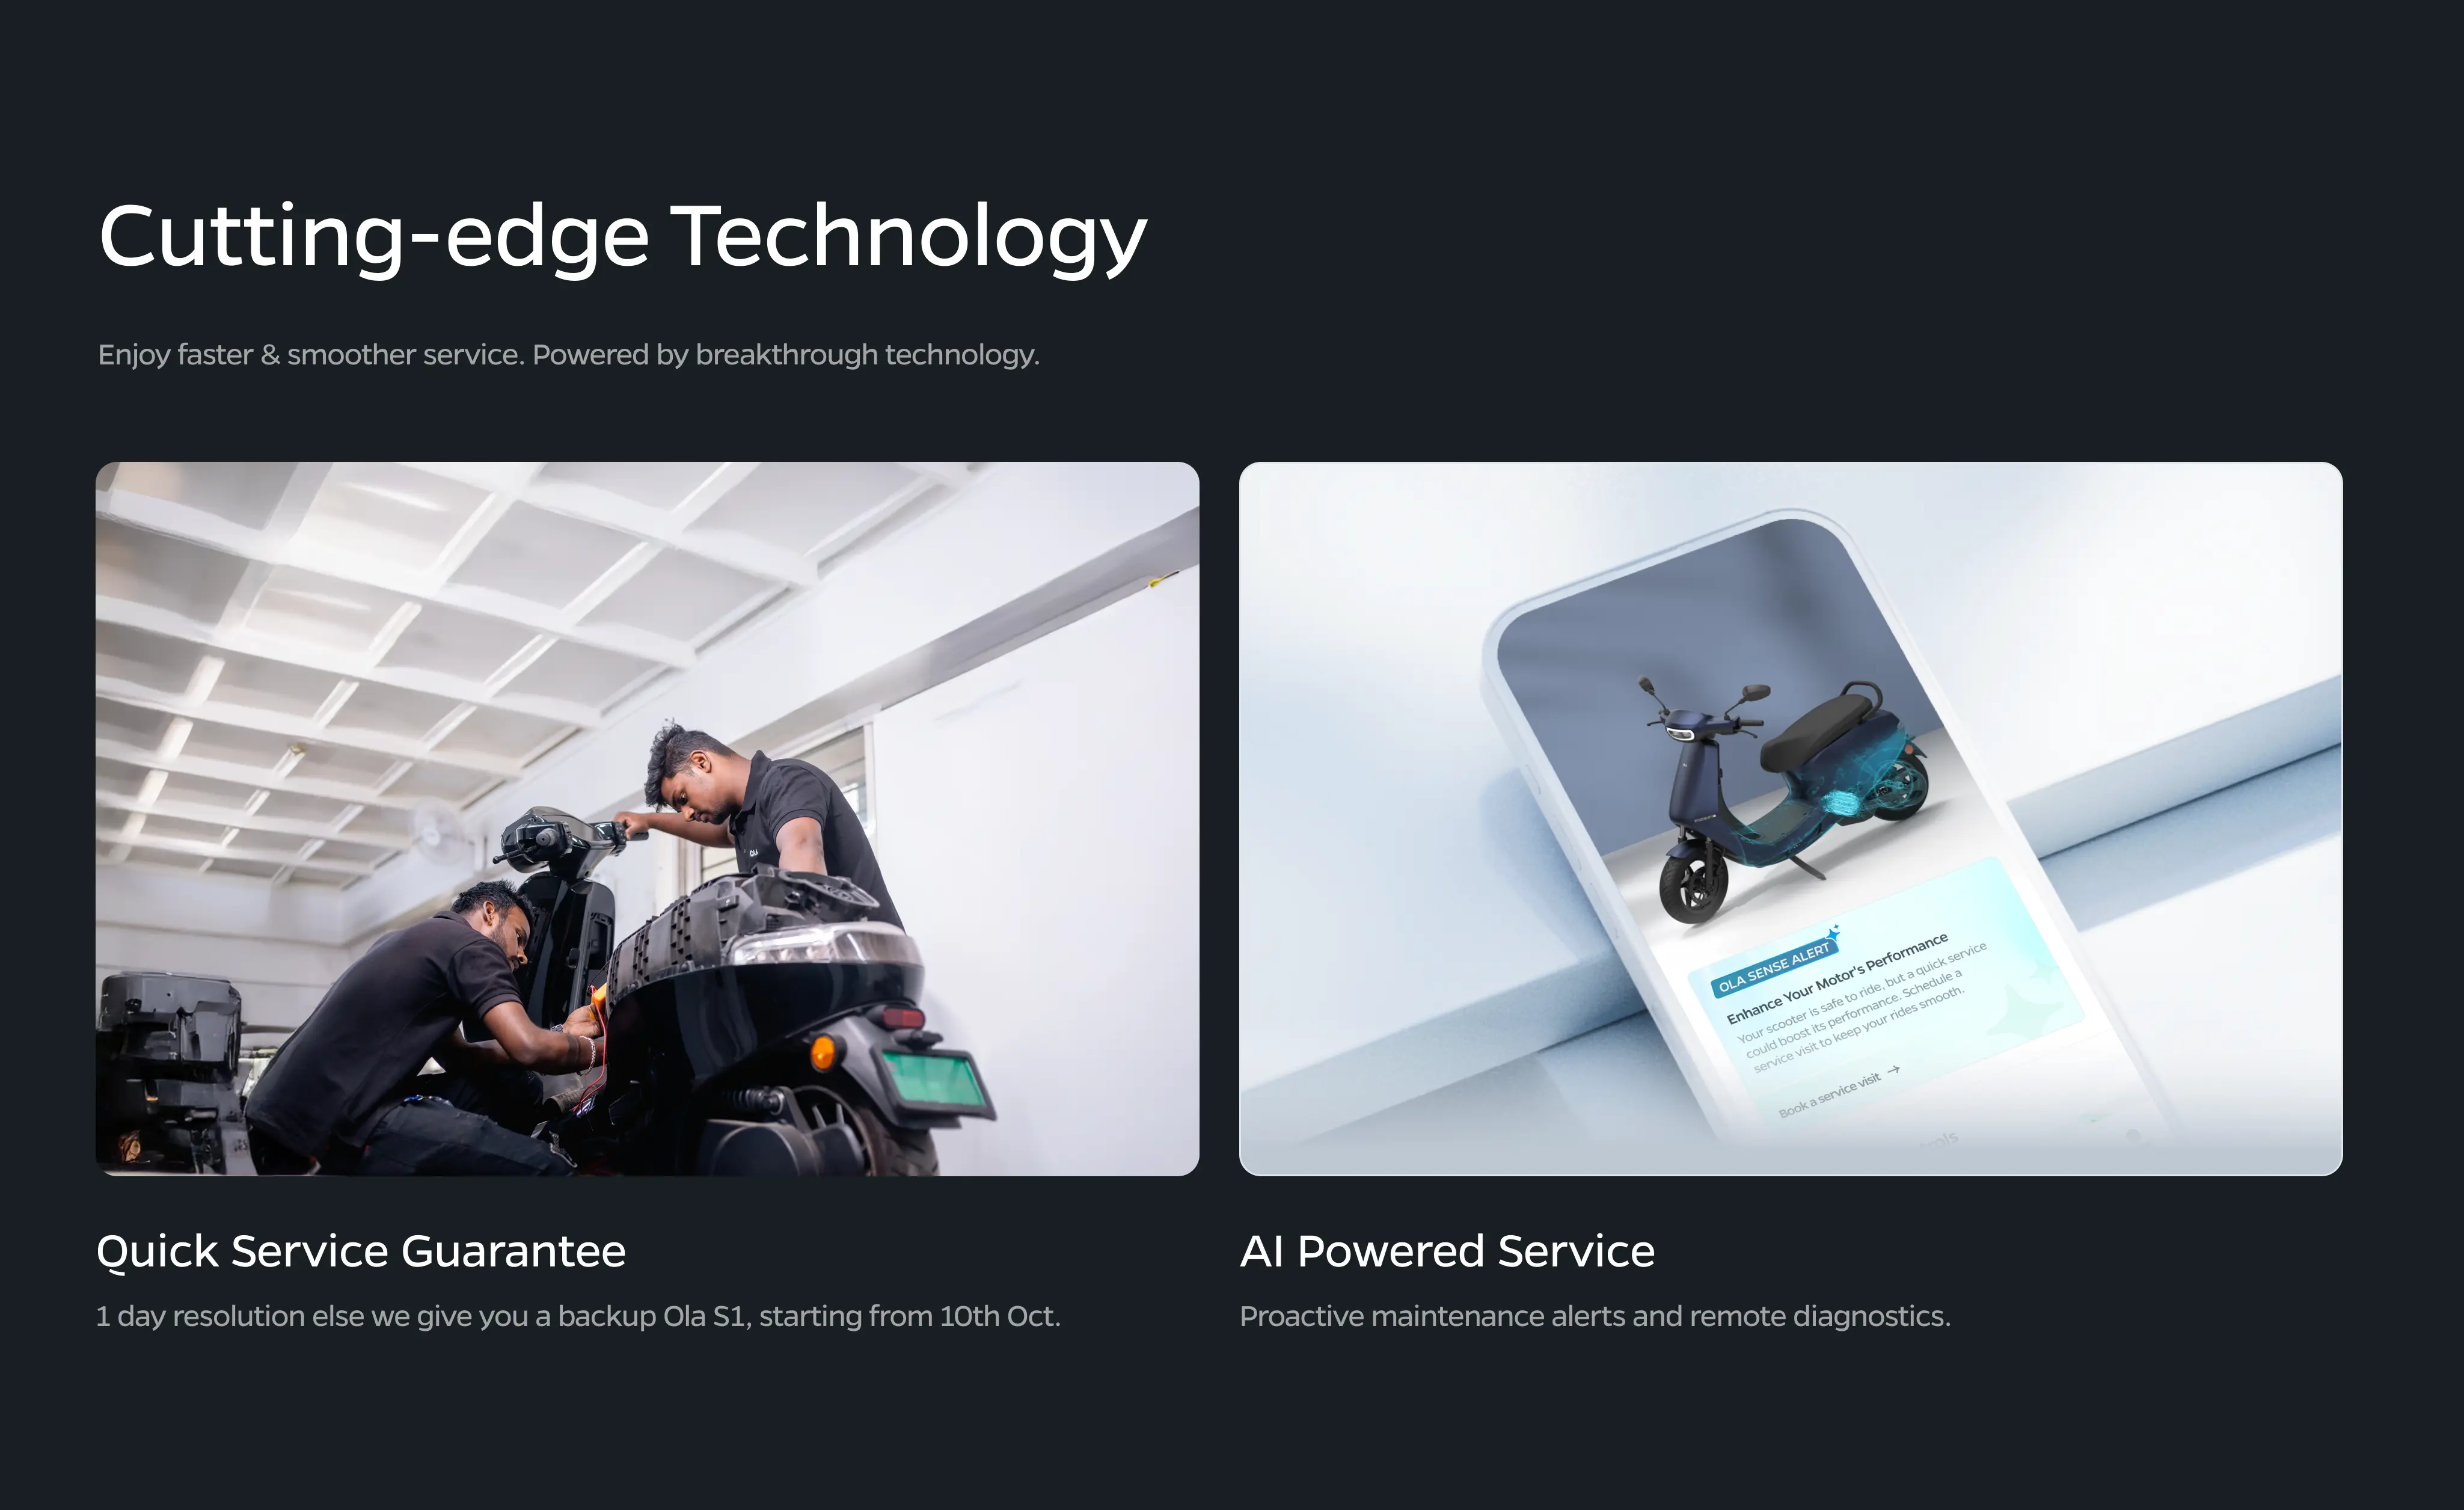 Cutting-edge Technology
Enjoy faster & smoother service. Powered by breakthrough technology.
OLA
OLA SENSE ALERT
Enhance Your Motor's Performance
Your scooter is safe to ride, but a quick service
could boost its performance. Schedule a
service visit to keep your rides smooth.
Book a service visit →
Quick Service Guarantee
1 day resolution else we give you a backup Ola S1, starting from 10th Oct.
AI Powered Service
Proactive maintenance alerts and remote diagnostics.